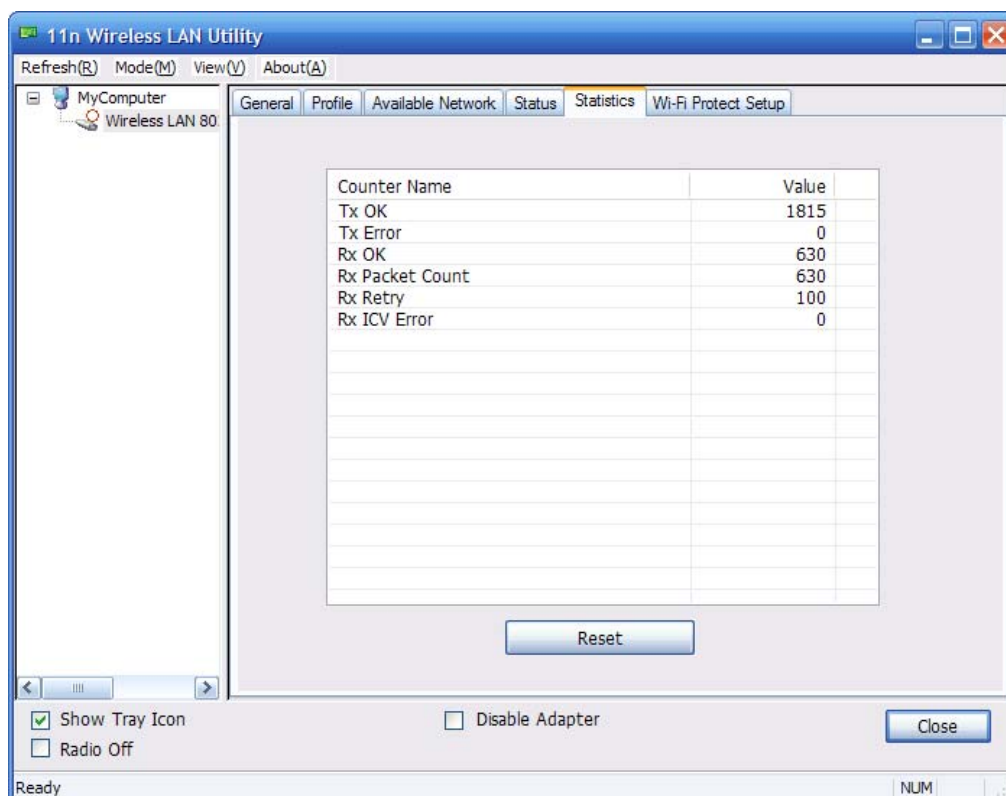 11n Wireless LAN Utility
Refresh(R) Mode(M) View(V) About(A)
MyComputer
Wireless LAN 80
General Profile Available Network Status Statistics Wi-Fi Protect Setup
Counter Name Value
Tx OK 1815
Tx Error 0
Rx OK 630
Rx Packet Count 630
Rx Retry 100
Rx ICV Error 0
Reset
Show Tray Icon
Disable Adapter
Radio Off
Close
Ready
NUM